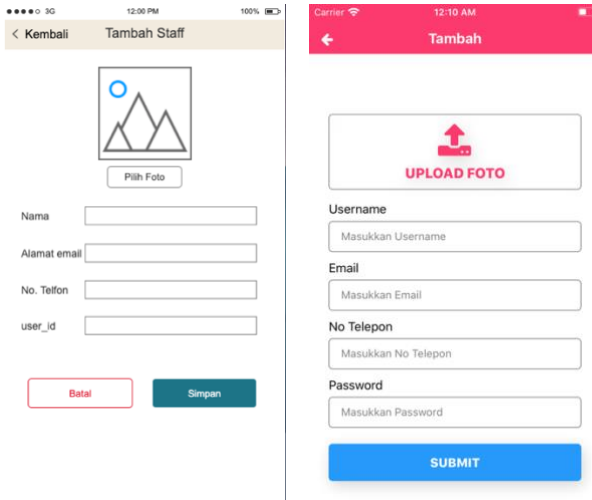 3G 12:00 PM 100%
< Kembali Tambah Staff
Pilih Foto
Nama
Alamat email
No. Telfon
user_id
Batal Simpan
Carrier 12:10 AM
Tambah
UPLOAD FOTO
Username
Masukkan Username
Email
Masukkan Email
No Telepon
Masukkan No Telepon
Password
Masukkan Password
SUBMIT